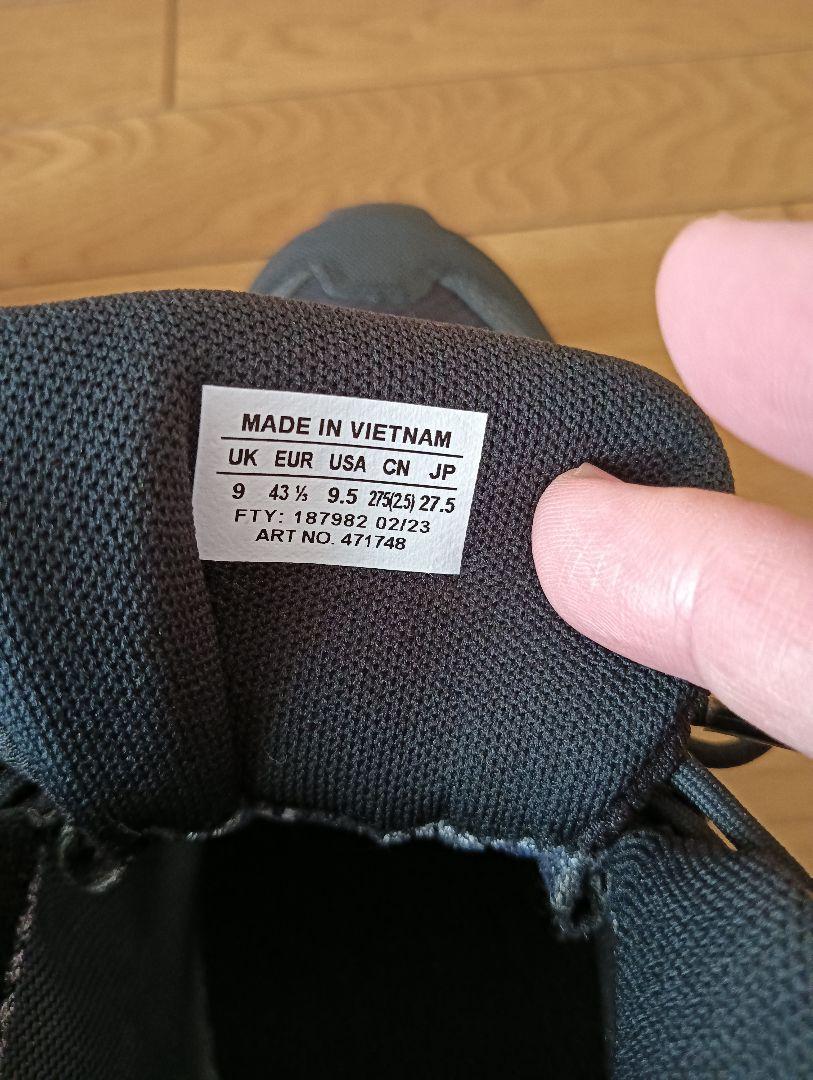 MADE IN VIETNAM
UK EUR USA CN JP
9 43 ⅓ 9.5 275(2.5) 27.5
FTY: 187982 02/23
ART NO. 471748